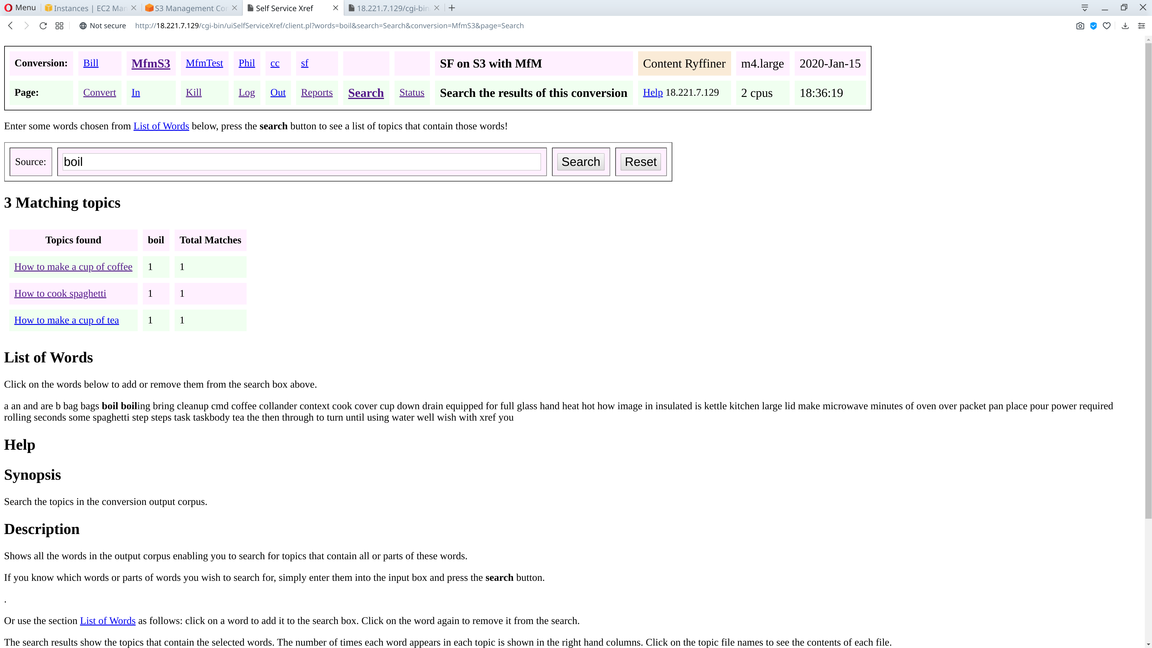 Menu
Instances | EC2 Mar
S3 Management Co
Self Service Xref
18.221.7.129/cgi-bin
Not secure
http://18.221.7.129/cgi-bin/uiSelfServiceXref/client.pl?words=boil&search=Search&conversion=MfmS3&page=Search
Conversion: Bill MfmS3 MfmTest Phil cc sf SF on S3 with MfM Content Ryffiner m4.large 2020-Jan-15
Page: Convert In Kill Log Out Reports Search Status Search the results of this conversion Help 18.221.7.129 2 cpus 18:36:19
Enter some words chosen from List of Words below, press the search button to see a list of topics that contain those words!
Source: boil Search Reset
3 Matching topics
Topics found boil Total Matches
How to make a cup of coffee 1 1
How to cook spaghetti 1 1
How to make a cup of tea 1 1
List of Words
Click on the words below to add or remove them from the search box above.
a an and are b bag bags boil boiling bring cleanup cmd coffee collander context cook cover cup down drain equipped for full glass hand heat hot how image in insulated is kettle kitchen large lid make microwave minutes of oven over packet pan place pour power required
rolling seconds some spaghetti step steps task taskbody tea the then through to turn until using water well wish with xref you
Help
Synopsis
Search the topics in the conversion output corpus.
Description
Shows all the words in the output corpus enabling you to search for topics that contain all or parts of these words.
If you know which words or parts of words you wish to search for, simply enter them into the input box and press the search button.
.
Or use the section List of Words as follows: click on a word to add it to the search box. Click on the word again to remove it from the search.
The search results show the topics that contain the selected words. The number of times each word appears in each topic is shown in the right hand columns. Click on the topic file names to see the contents of each file.